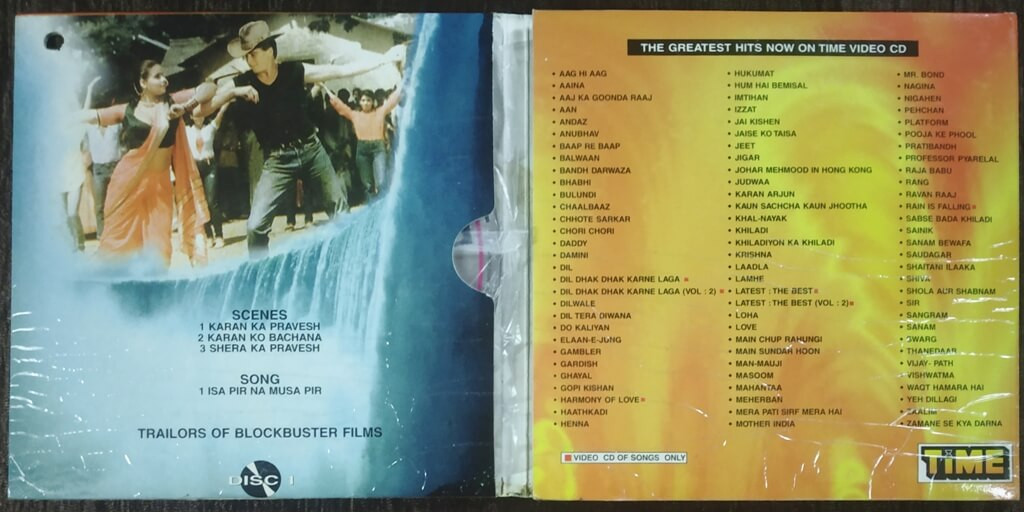 SCENES
1 KARAN KA PRAVESH
2 KARAN KO BACHANA
3 SHERA KA PRAVESH
SONG
1 ISA PIR NA MUSA PIR
TRAILORS OF BLOCKBUSTER FILMS
DISC 1
THE GREATEST HITS NOW ON TIME VIDEO CD
• AAG HI AAG
• AAINA
• AAJ KA GOONDA RAAJ
• AAN
• ANDAZ
• ANUBHAV
• BAAP RE BAAP
• BALWAAN
• BANDH DARWAZA
• BHABHI
• BULUNDI
• CHAALBAAZ
• CHHOTE SARKAR
• CHORI CHORI
• DADDY
• DAMINI
• DIL
• DIL DHAK DHAK KARNE LAGA
• DIL DHAK DHAK KARNE LAGA (VOL : 2)
• DILWALE
• DIL TERA DIWANA
• DO KALIYAN
• ELAAN-E-JUNG
• GAMBLER
• GARDISH
• GHAYAL
• GOPI KISHAN
• HARMONY OF LOVE
• HAATHKADI
• HENNA
• HUKUMAT
• HUM HAI BEMISAL
• IMTIHAN
• IZZAT
• JAI KISHEN
• JAISE KO TAISA
• JEET
• JIGAR
• JOHAR MEHMOOD IN HONG KONG
• JUDWAA
• KARAN ARJUN
• KAUN SACHCHA KAUN JHOOTHA
• KHAL-NAYAK
• KHILADI
• KHILADIYON KA KHILADI
• KRISHNA
• LAADLA
• LAMHE
• LATEST : THE BEST
• LATEST : THE BEST (VOL : 2)
• LOHA
• LOVE
• MAIN CHUP RAHUNGI
• MAIN SUNDAR HOON
• MAN-MAUJI
• MASOOM
• MAHANTAA
• MEHERBAN
• MERA PATI SIRF MERA HAI
• MOTHER INDIA
• MR. BOND
• NAGINA
• NIGAHEN
• PEHCHAN
• PLATFORM
• POOJA KE PHOOL
• PRATIBANDH
• PROFESSOR PYARELAL
• RAJA BABU
• RANG
• RAVAN RAAJ
• RAIN IS FALLING
• SABSE BADA KHILADI
• SAINIK
• SANAM BEWAFA
• SAUDAGAR
• SHAITANI ILAAKA
• SHIVA
• SHOLA AUR SHABNAM
• SIR
• SANGRAM
• SANAM
• SWARG
• THANEDAAR
• VIJAY- PATH
• VISHWATMA
• WAQT HAMARA HAI
• YEH DILLAGI
• ZAALIM
• ZAMANE SE KYA DARNA
VIDEO CD OF SONGS ONLY
TIME